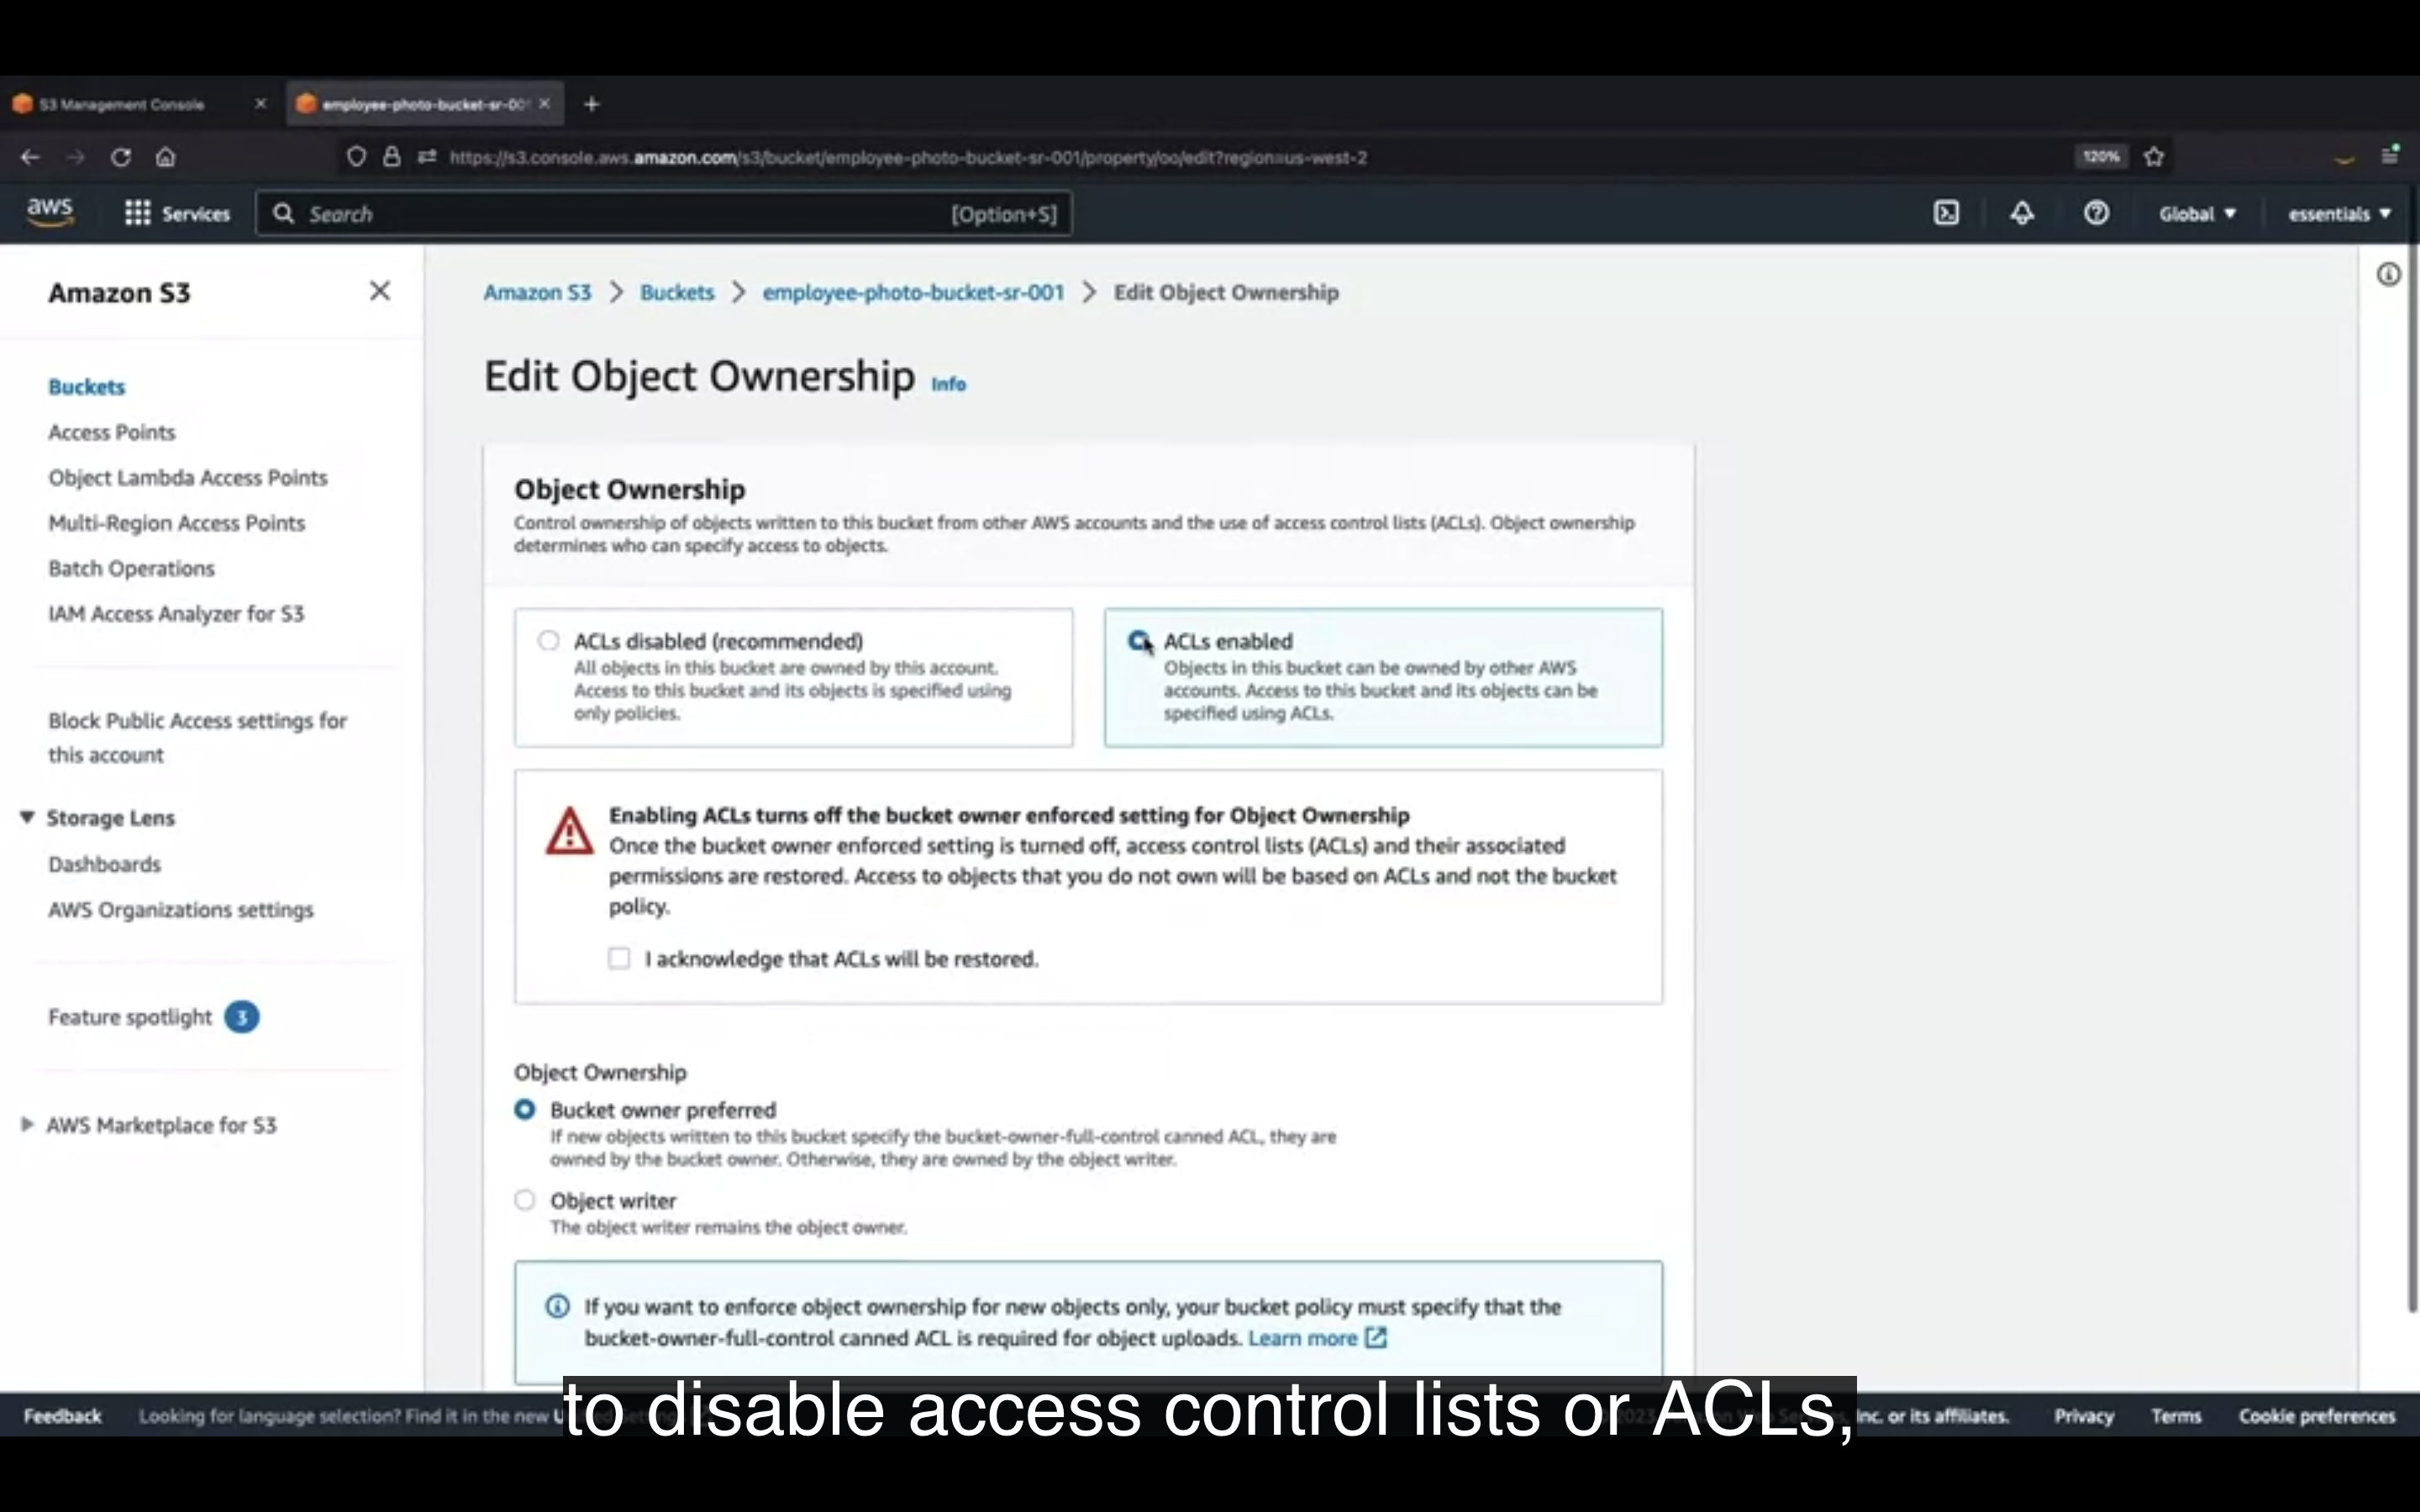 S3 Management Console
employee-photo-bucket-sr-001
https://s3.console.aws.amazon.com/s3/bucket/employee-photo-bucket-sr-001/property/oo/edit?region=us-west-2
120%
aws
Services
Search
[Option+S]
Global
essentials
Amazon S3
Buckets
Access Points
Object Lambda Access Points
Multi-Region Access Points
Batch Operations
IAM Access Analyzer for S3
Block Public Access settings for
this account
Storage Lens
Dashboards
AWS Organizations settings
Feature spotlight 3
AWS Marketplace for S3
Amazon S3 > Buckets > employee-photo-bucket-sr-001 > Edit Object Ownership
Edit Object Ownership Info
Object Ownership
Control ownership of objects written to this bucket from other AWS accounts and the use of access control lists (ACLs). Object ownership
determines who can specify access to objects.
ACLs disabled (recommended)
All objects in this bucket are owned by this account.
Access to this bucket and its objects is specified using
only policies.
ACLs enabled
Objects in this bucket can be owned by other AWS
accounts. Access to this bucket and its objects can be
specified using ACLs.
Enabling ACLs turns off the bucket owner enforced setting for Object Ownership
Once the bucket owner enforced setting is turned off, access control lists (ACLs) and their associated
permissions are restored. Access to objects that you do not own will be based on ACLs and not the bucket
policy.
I acknowledge that ACLs will be restored.
Object Ownership
Bucket owner preferred
If new objects written to this bucket specify the bucket-owner-full-control canned ACL, they are
owned by the bucket owner. Otherwise, they are owned by the object writer.
Object writer
The object writer remains the object owner.
If you want to enforce object ownership for new objects only, your bucket policy must specify that the
bucket-owner-full-control canned ACL is required for object uploads. Learn more
to disable access control lists or ACLs,
Feedback
Looking for language selection? Find it in the new
Inc. or its affiliates.
Privacy
Terms
Cookie preferences